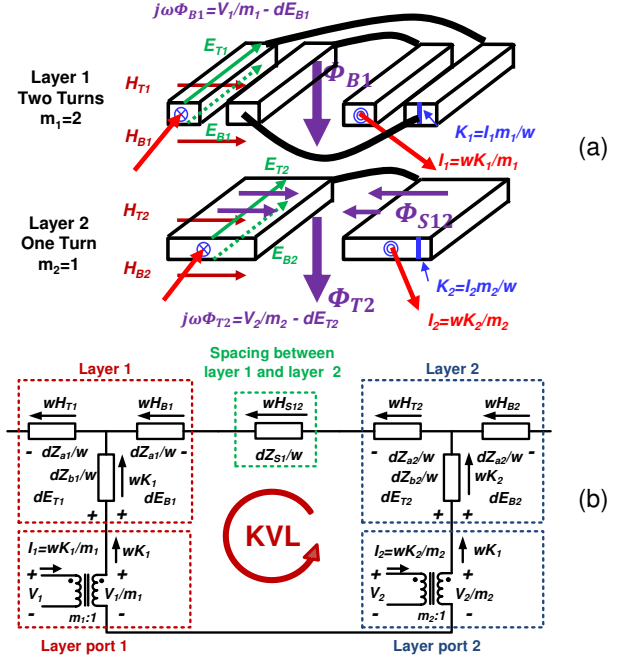 jωΦB1=V1/m1 - dEB1
Layer 1
Two Turns
m1=2
ET1
HT1
ΦB1
EB1
HB1
K1=I1m1/w
I1=wK1/m1
(a)
ET2
Layer 2
One Turn
m2=1
HT2
ΦS12
EB2
HB2
K2=I2m2/w
ΦT2
jωΦT2=V2/m2 - dET2
I2=wK2/m2
Layer 1
Spacing between
layer 1 and layer 2
Layer 2
wHT1
wHB1
wHS12
wHT2
wHB2
- -
- -
dZa1/w dZa1/w
dZS1/w
dZa2/w dZa2/w
dZb1/w
wK1
dZb2/w
wK2
dET1 dEB1
dET2 dEB2
+ +
+ +
(b)
KVL
I1=wK1/m1
wK1
I2=wK2/m2
wK1
+ +
+ +
V1 V1/m1
V2 V2/m2
- -
- -
m1:1
m2:1
Layer port 1
Layer port 2